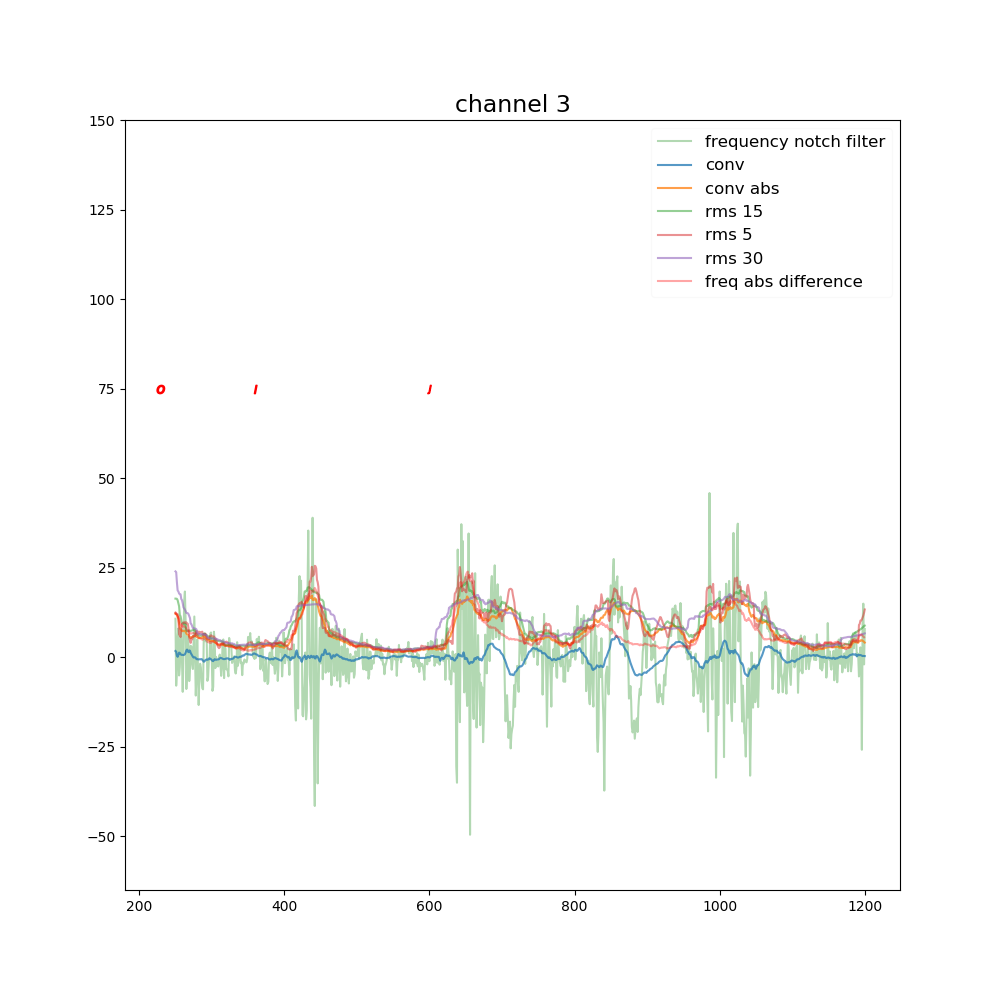 channel 3
150
125
100
75
50
25
0
−25
−50
200 400 600 800 1000 1200
frequency notch filter
conv
conv abs
rms 15
rms 5
rms 30
freq abs difference
0 I J